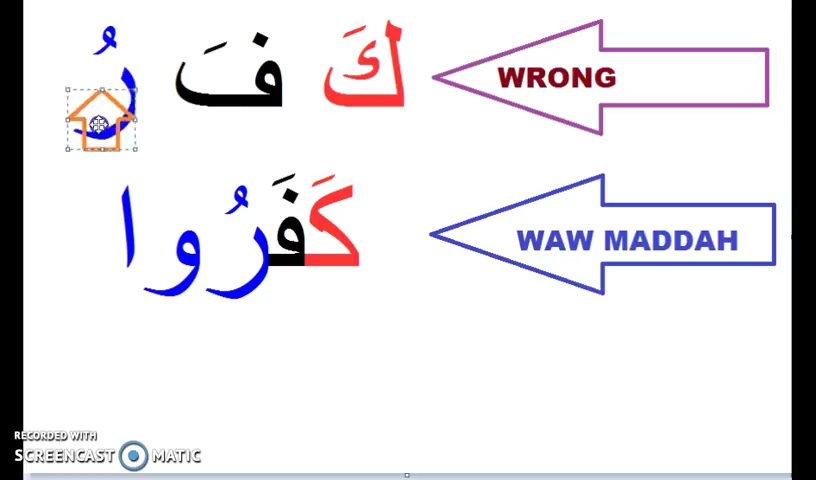 كَ فَ رُ WRONG
كَفَرُوا WAW MADDAH
RECORDED WITH
SCREENCAST MATIC